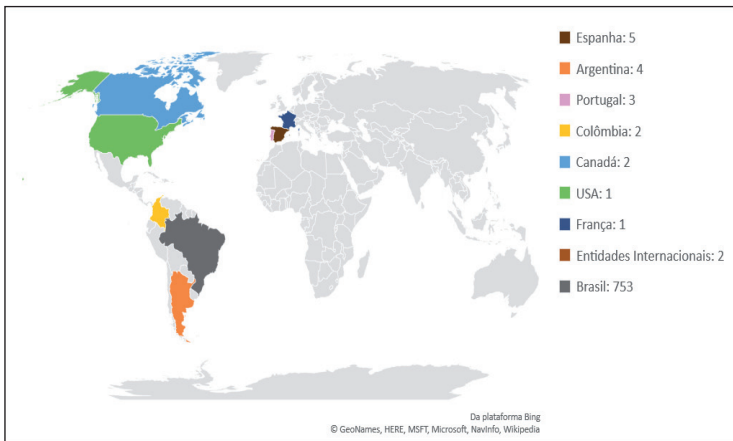 Espanha: 5
Argentina: 4
Portugal: 3
Colômbia: 2
Canadá: 2
USA: 1
França: 1
Entidades Internacionais: 2
Brasil: 753
Da plataforma Bing
© GeoNames, HERE, MSFT, Microsoft, NavInfo, Wikipedia